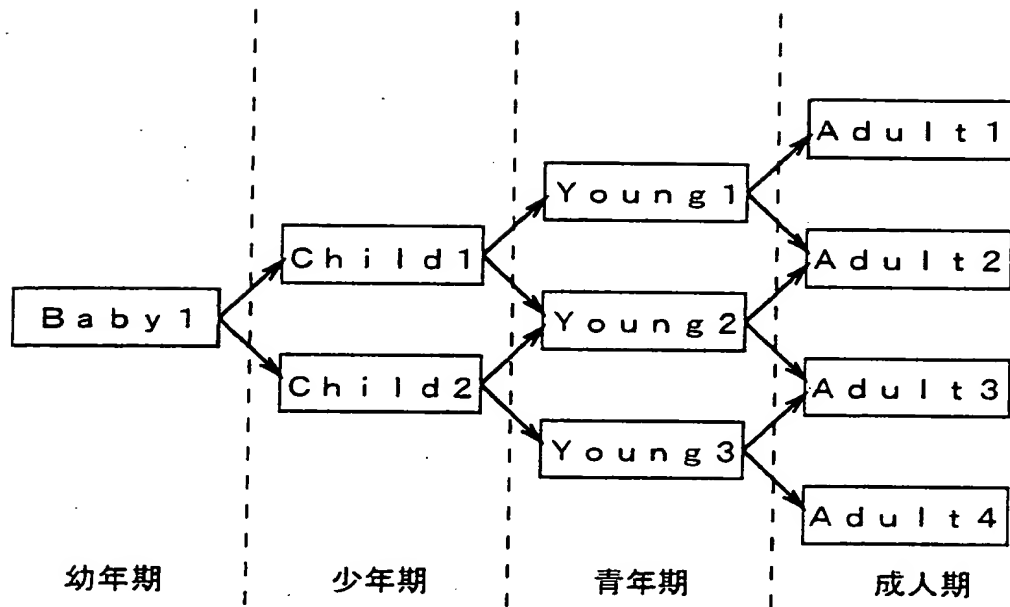 Baby1
Child1
Child2
Young1
Young2
Young3
Adult1
Adult2
Adult3
Adult4
幼年期
少年期
青年期
成人期